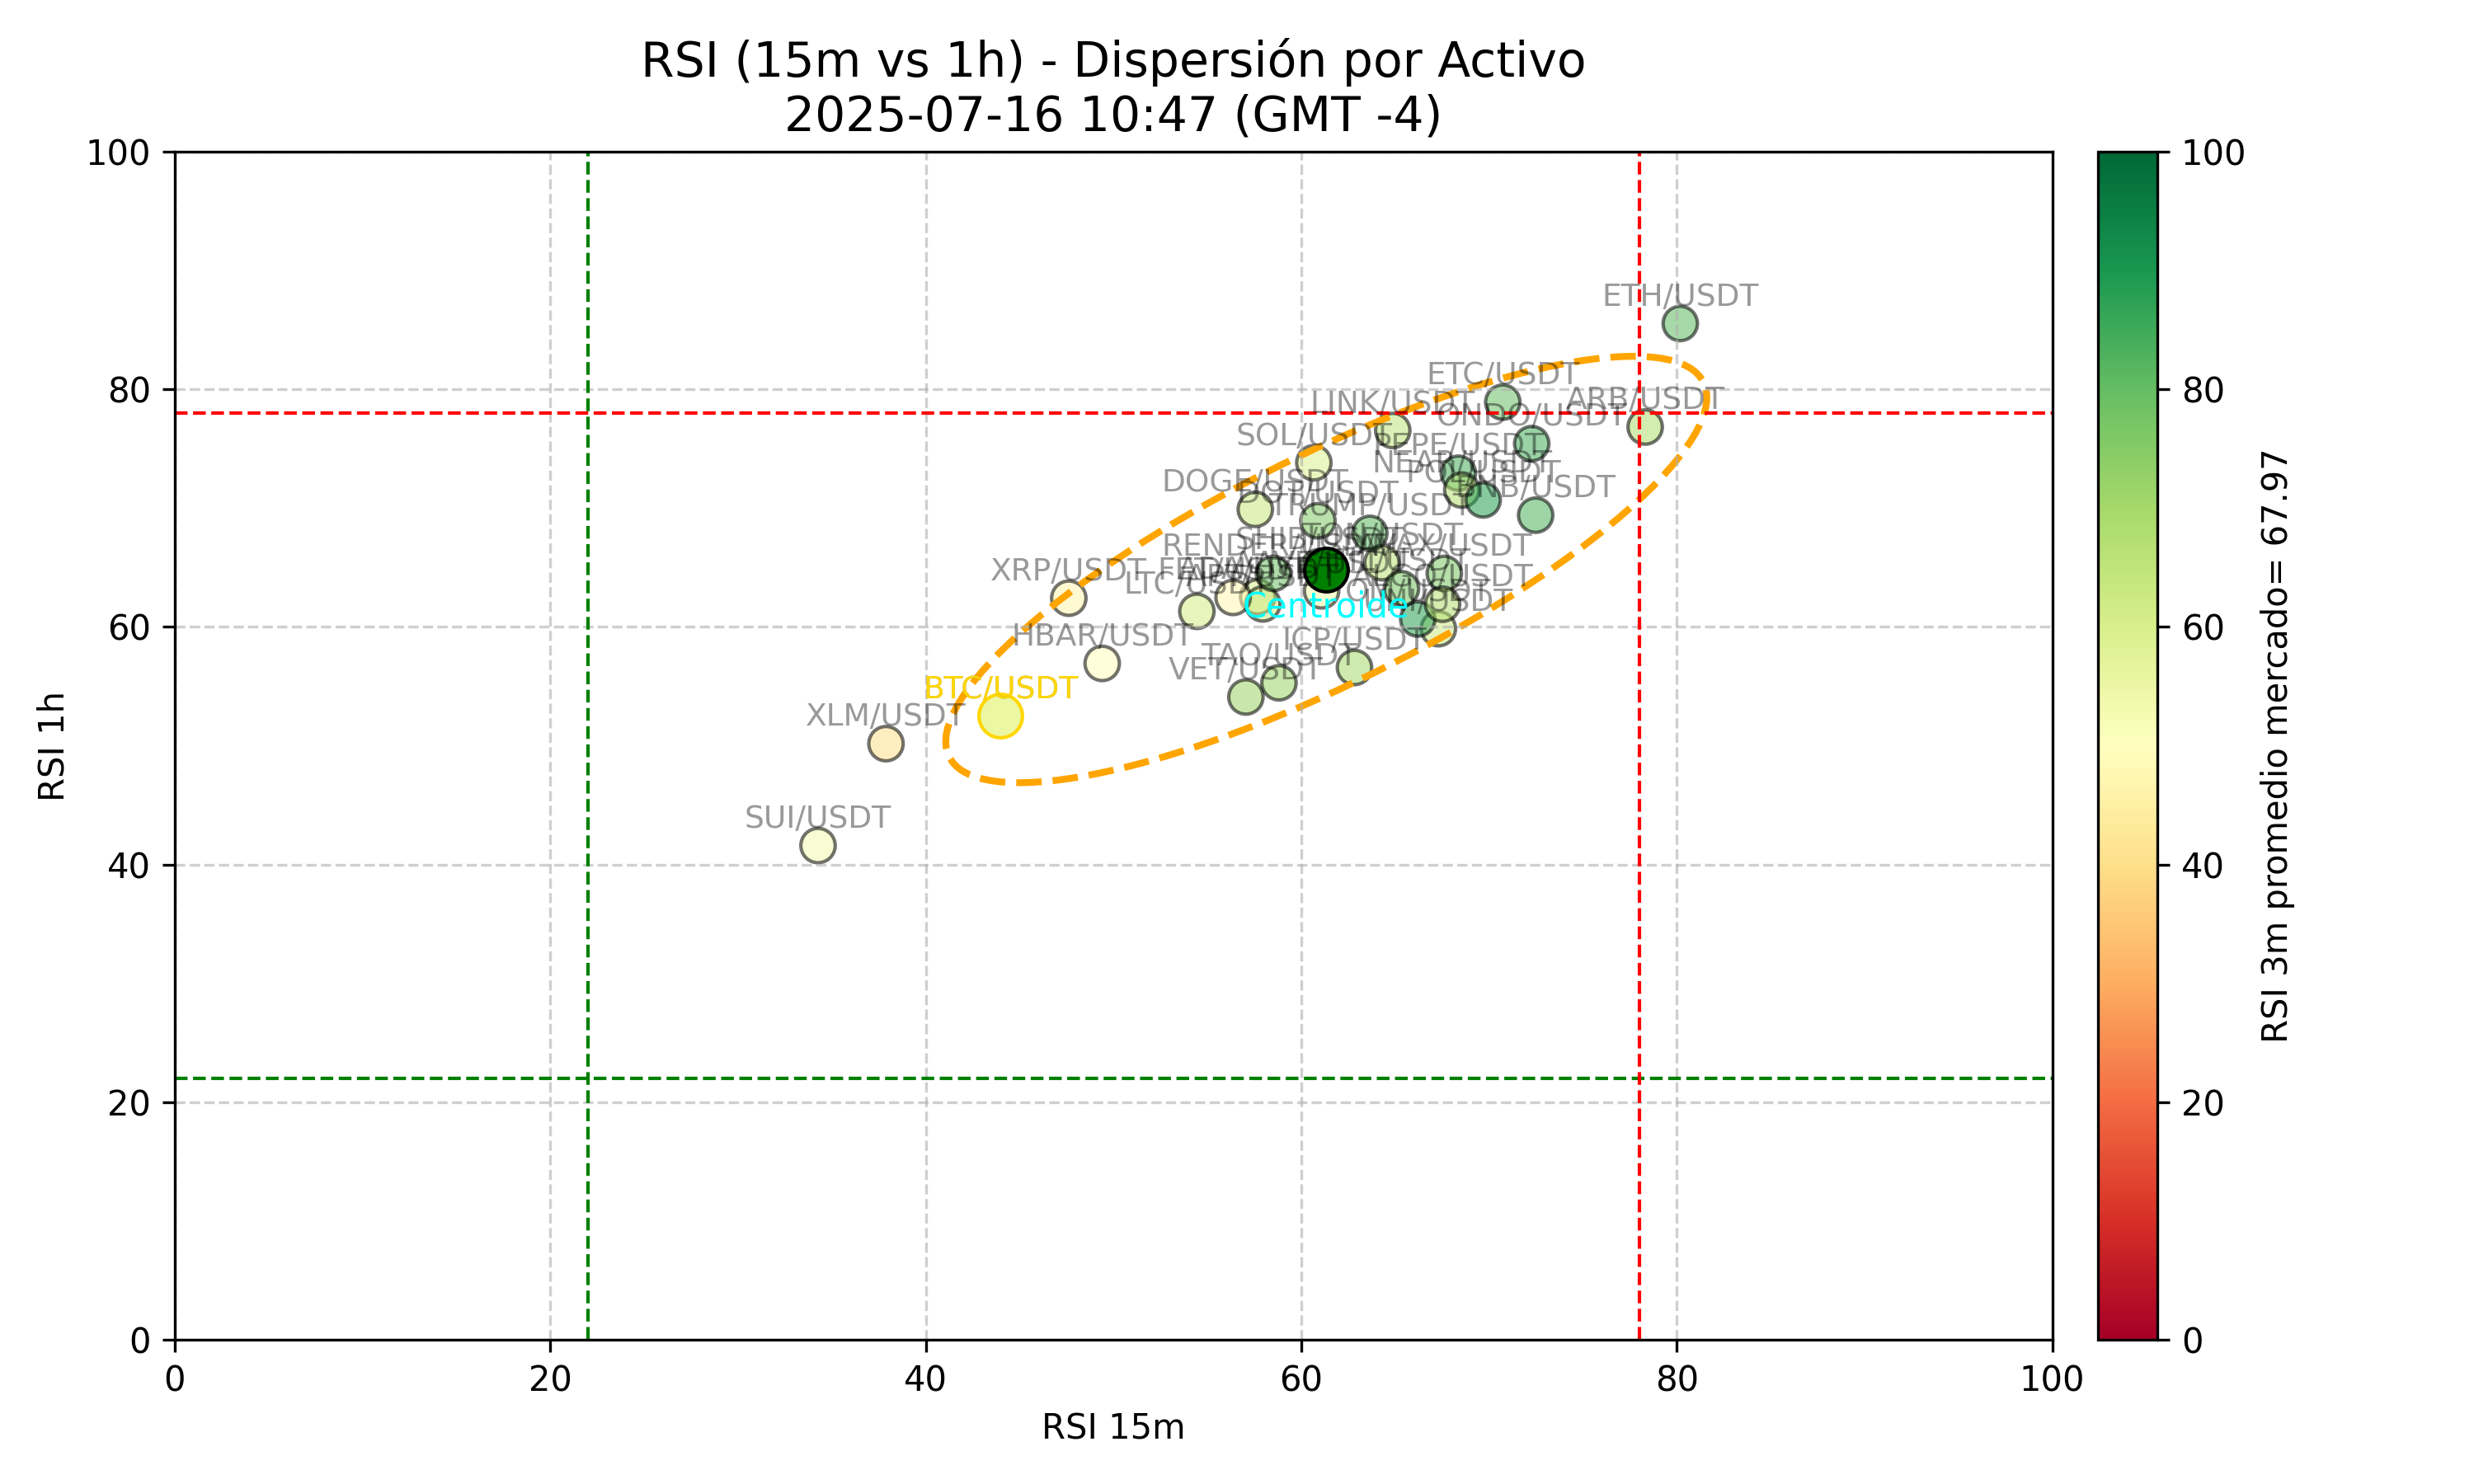 RSI (15m vs 1h) - Dispersión por Activo
2025-07-16 10:47 (GMT -4)
100
80
60
40
20
0
RSI 1h
0
20
40
60
80
100
RSI 15m
ETH/USDT
ETC/USDT
ARB/USDT
LINK/USDT
ONDO/USDT
SOL/USDT
PEPE/USDT
NEAR/USDT
DOGE/USDT
BNB/USDT
DOT/USDT
TRUMP/USDT
XRP/USDT
LTC/USDT
Centroide
HBAR/USDT
ICP/USDT
TAO/USDT
VET/USDT
BTC/USDT
XLM/USDT
SUI/USDT
100
80
60
40
20
0
RSI 3m promedio mercado= 67.97